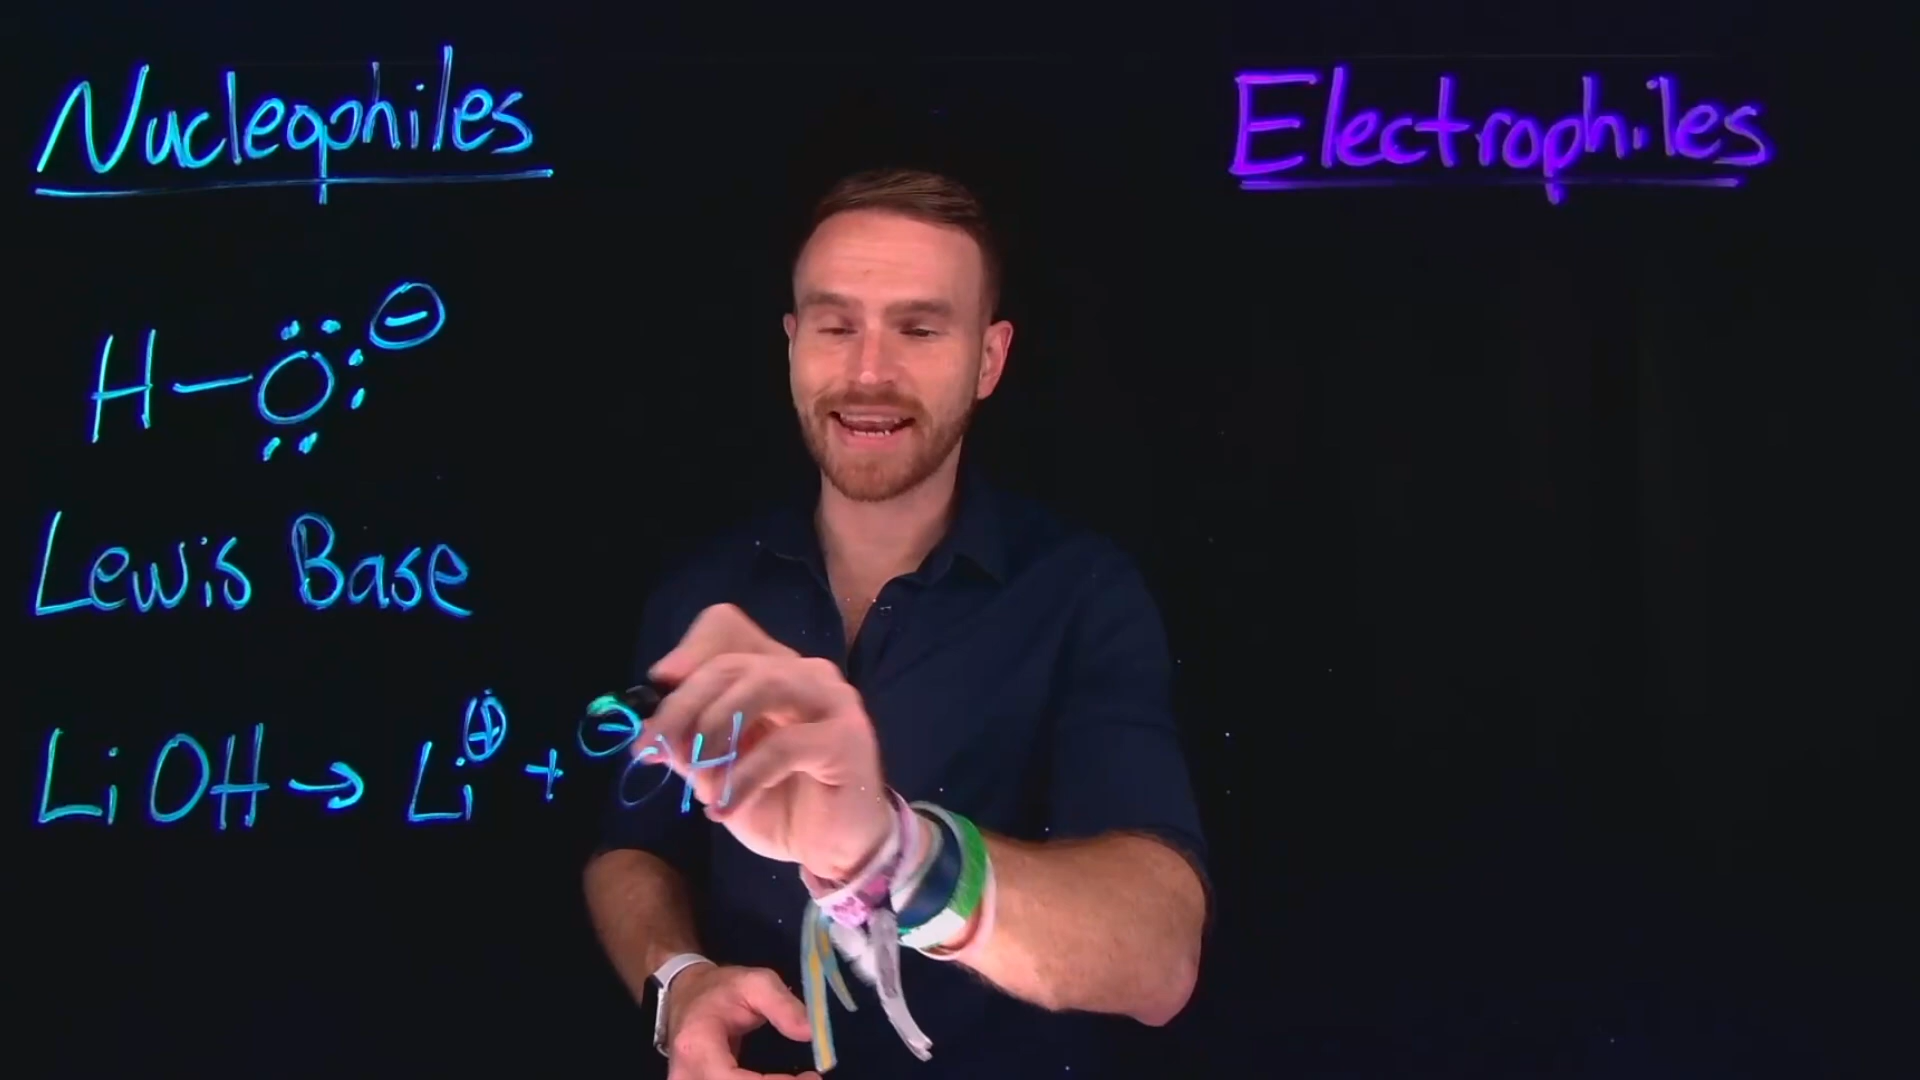 Nucleophiles
Electrophiles
H-O:⊖
Lewis Base
LiOH → Li⊕ + ⊖OH